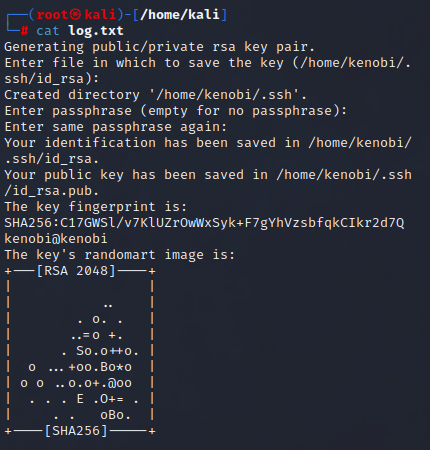 ┌──(root㉿kali)-[/home/kali]
└─# cat log.txt
Generating public/private rsa key pair.
Enter file in which to save the key (/home/kenobi/.
ssh/id_rsa):
Created directory '/home/kenobi/.ssh'.
Enter passphrase (empty for no passphrase):
Enter same passphrase again:
Your identification has been saved in /home/kenobi/
.ssh/id_rsa.
Your public key has been saved in /home/kenobi/.ssh
/id_rsa.pub.
The key fingerprint is:
SHA256:C17GWSl/v7KlUZrOwWxSyk+F7gYhVzsbfqkCIkr2d7Q
kenobi@kenobi
The key's randomart image is:
+---[RSA 2048]----+
|                 |
|           ..    |
|        . o. .   |
|       ..=o +.   |
|      . So.o++o. |
|  o ...+oo.Bo*o  |
| o o ..o.o+.@oo  |
|  . . . E .O+= . |
|     . .   oBo.  |
+----[SHA256]-----+